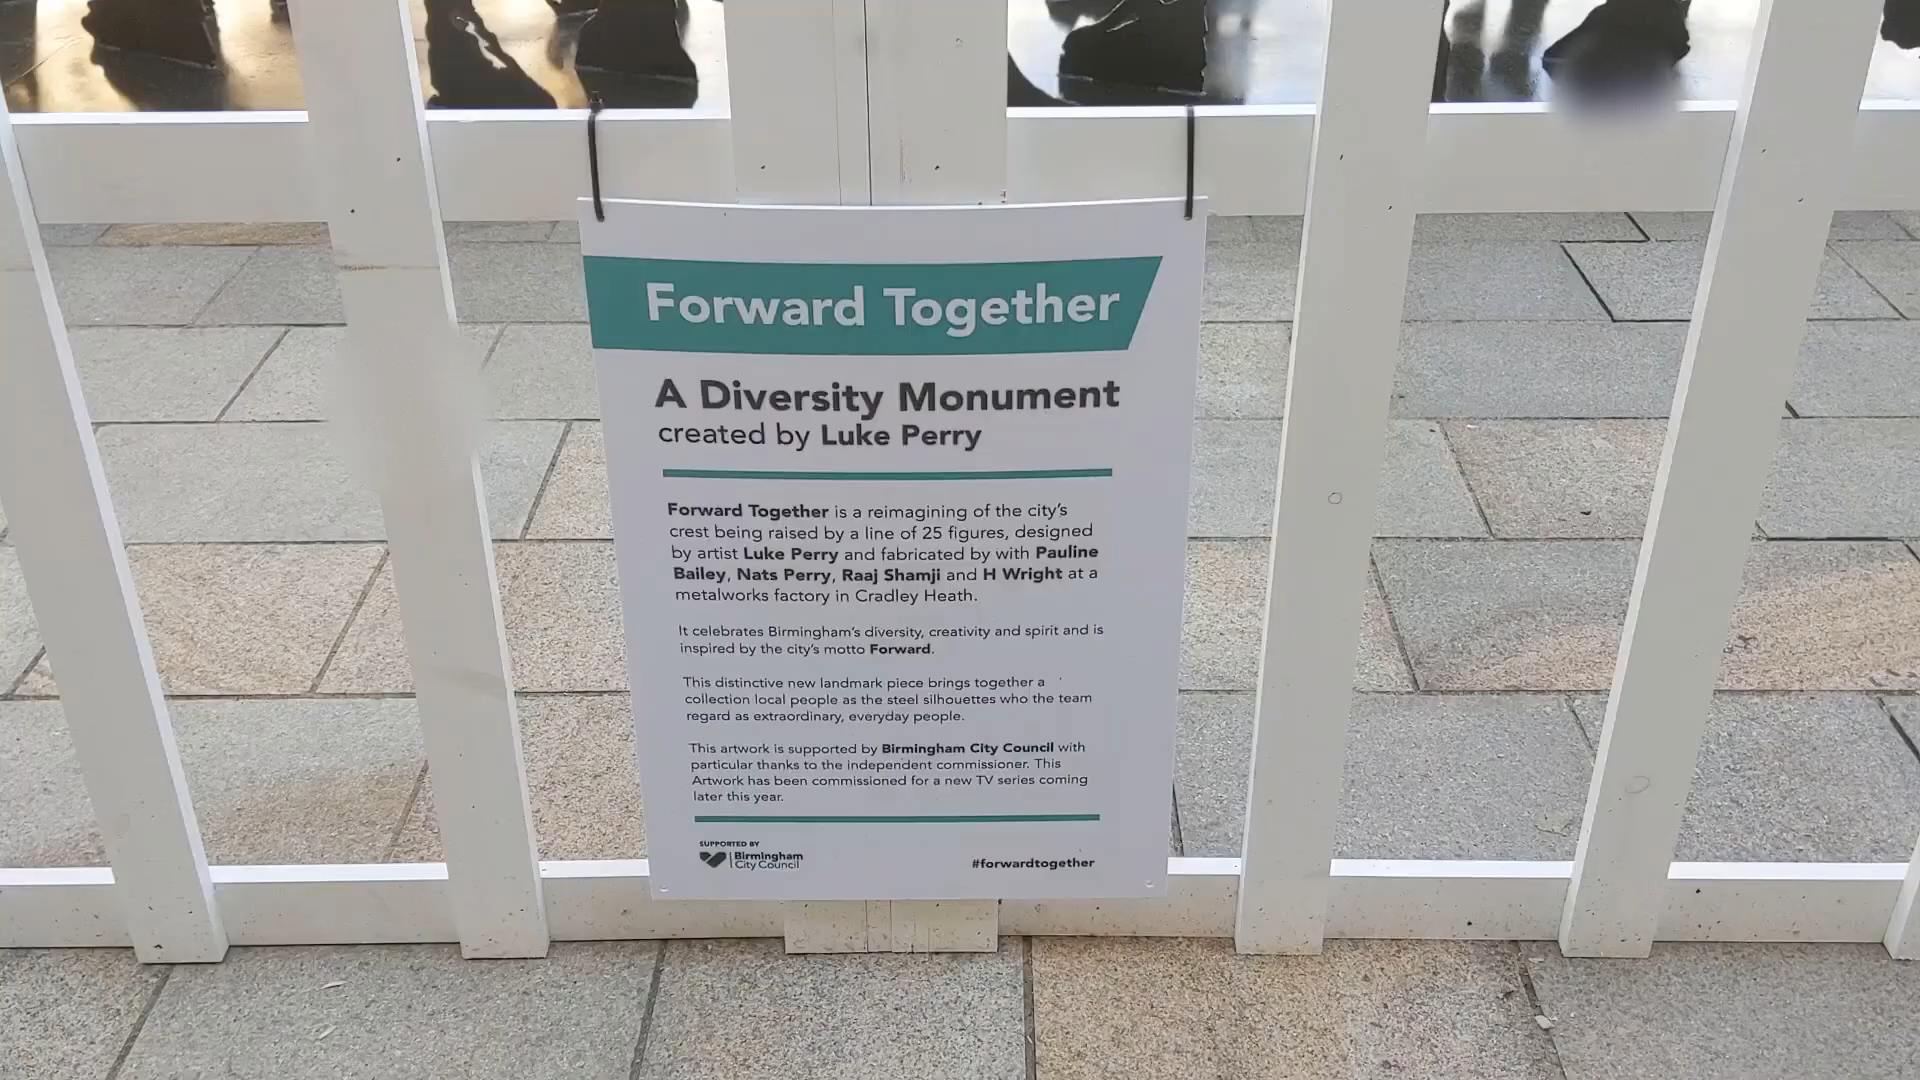 Forward Together
A Diversity Monument
created by Luke Perry
Forward Together is a reimagining of the city's
crest being raised by a line of 25 figures, designed
by artist Luke Perry and fabricated by with Pauline
Bailey, Nats Perry, Raaj Shamji and H Wright at a
metalworks factory in Cradley Heath.
It celebrates Birmingham's diversity, creativity and spirit and is
inspired by the city's motto Forward.
This distinctive new landmark piece brings together a
collection local people as the steel silhouettes who the team
regard as extraordinary, everyday people.
This artwork is supported by Birmingham City Council with
particular thanks to the independent commissioner. This
Artwork has been commissioned for a new TV series coming
later this year.
SUPPORTED BY
Birmingham
City Council
#forwardtogether